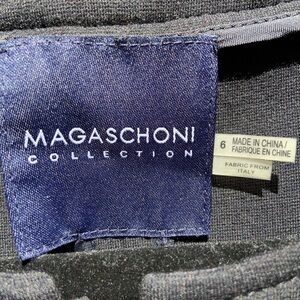 MAGASCHONI
COLLECTION
6
MADE IN CHINA/
FABRIQUE EN CHINE
FABRIC FROM
ITALY